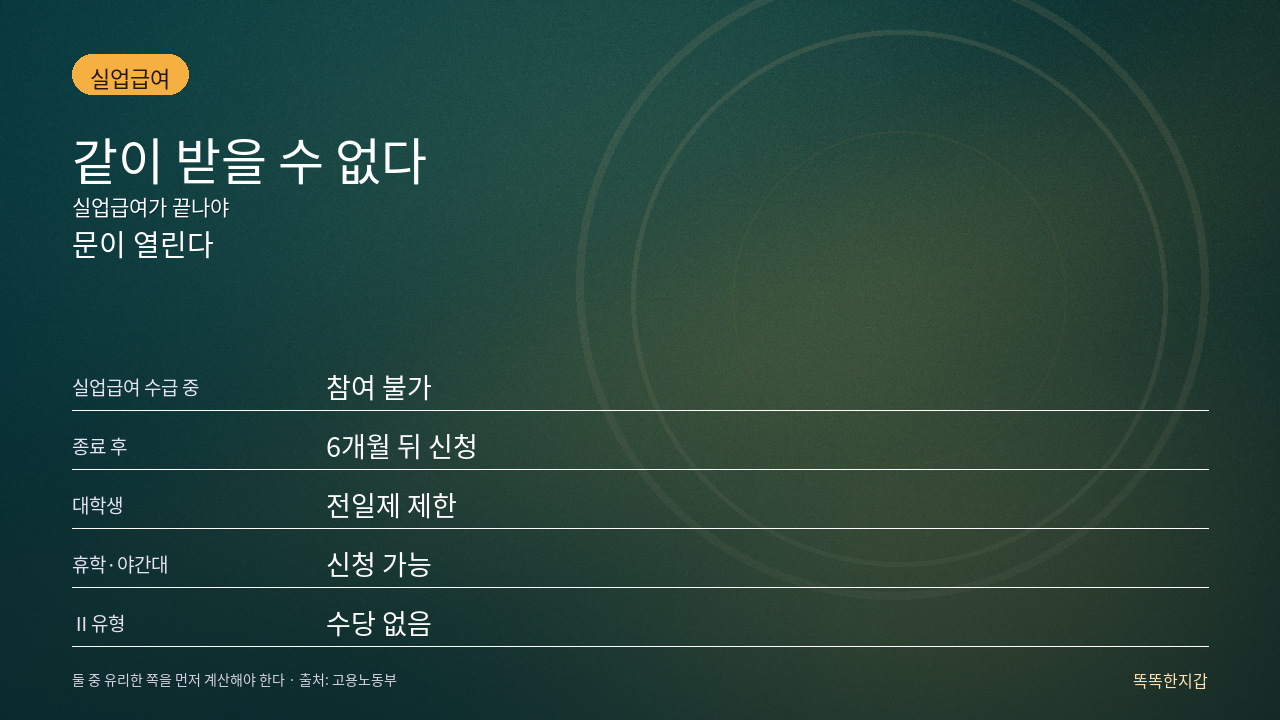 실업급여
같이 받을 수 없다
실업급여가 끝나야
문이 열린다
실업급여 수급 중 참여 불가
종료 후 6개월 뒤 신청
대학생 전일제 제한
휴학·야간대 신청 가능
Ⅱ유형 수당 없음
둘 중 유리한 쪽을 먼저 계산해야 한다 · 출처: 고용노동부
똑똑한지갑